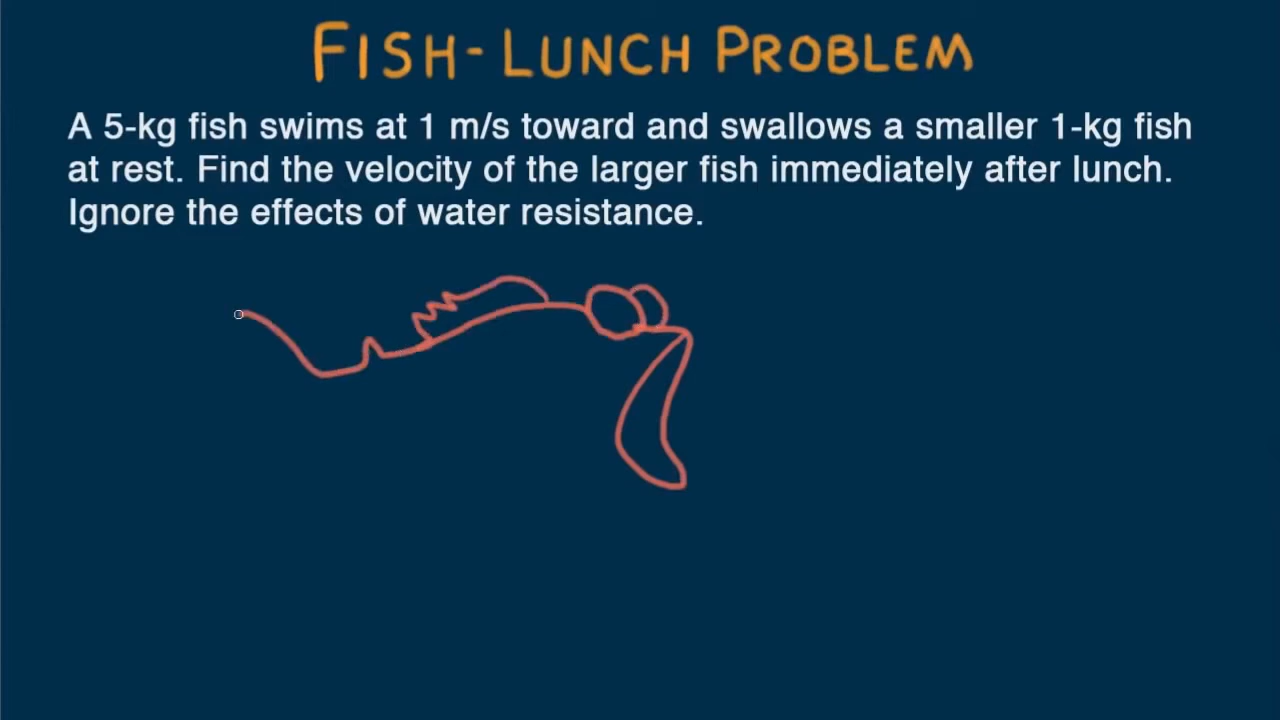 FISH-LUNCH PROBLEM
A 5-kg fish swims at 1 m/s toward and swallows a smaller 1-kg fish
at rest. Find the velocity of the larger fish immediately after lunch.
Ignore the effects of water resistance.